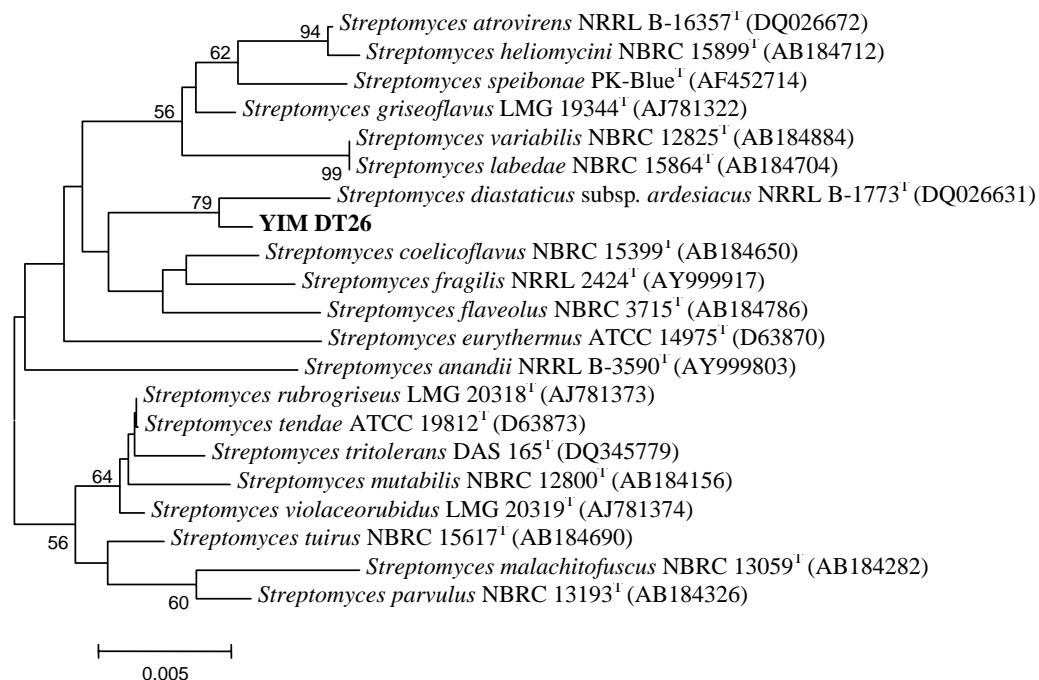 94
Streptomyces atrovirens NRRL B-16357ᵀ (DQ026672)
62
Streptomyces heliomycini NBRC 15899ᵀ (AB184712)
Streptomyces speibonae PK-Blueᵀ (AF452714)
56
Streptomyces griseoflavus LMG 19344ᵀ (AJ781322)
Streptomyces variabilis NBRC 12825ᵀ (AB184884)
Streptomyces labedae NBRC 15864ᵀ (AB184704)
99
Streptomyces diastaticus subsp. ardesiacus NRRL B-1773ᵀ (DQ026631)
79
YIM DT26
Streptomyces coelicoflavus NBRC 15399ᵀ (AB184650)
Streptomyces fragilis NRRL 2424ᵀ (AY999917)
Streptomyces flaveolus NBRC 3715ᵀ (AB184786)
Streptomyces eurythermus ATCC 14975ᵀ (D63870)
Streptomyces anandii NRRL B-3590ᵀ (AY999803)
Streptomyces rubrogriseus LMG 20318ᵀ (AJ781373)
Streptomyces tendae ATCC 19812ᵀ (D63873)
Streptomyces tritolerans DAS 165ᵀ (DQ345779)
64
Streptomyces mutabilis NBRC 12800ᵀ (AB184156)
Streptomyces violaceorubidus LMG 20319ᵀ (AJ781374)
56
Streptomyces tuirus NBRC 15617ᵀ (AB184690)
Streptomyces malachitofuscus NBRC 13059ᵀ (AB184282)
Streptomyces parvulus NBRC 13193ᵀ (AB184326)
60
0.005